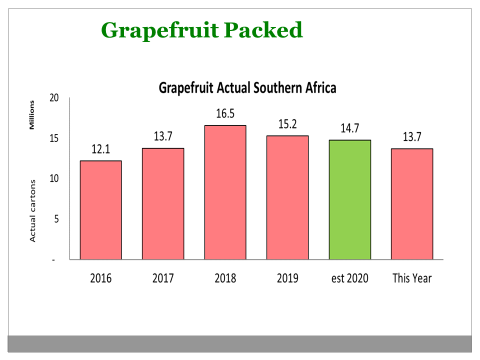 Grapefruit Packed
Grapefruit Actual Southern Africa
Millions
Actual cartons
20
15
10
5
-
12.1
13.7
16.5
15.2
14.7
13.7
2016
2017
2018
2019
est 2020
This Year